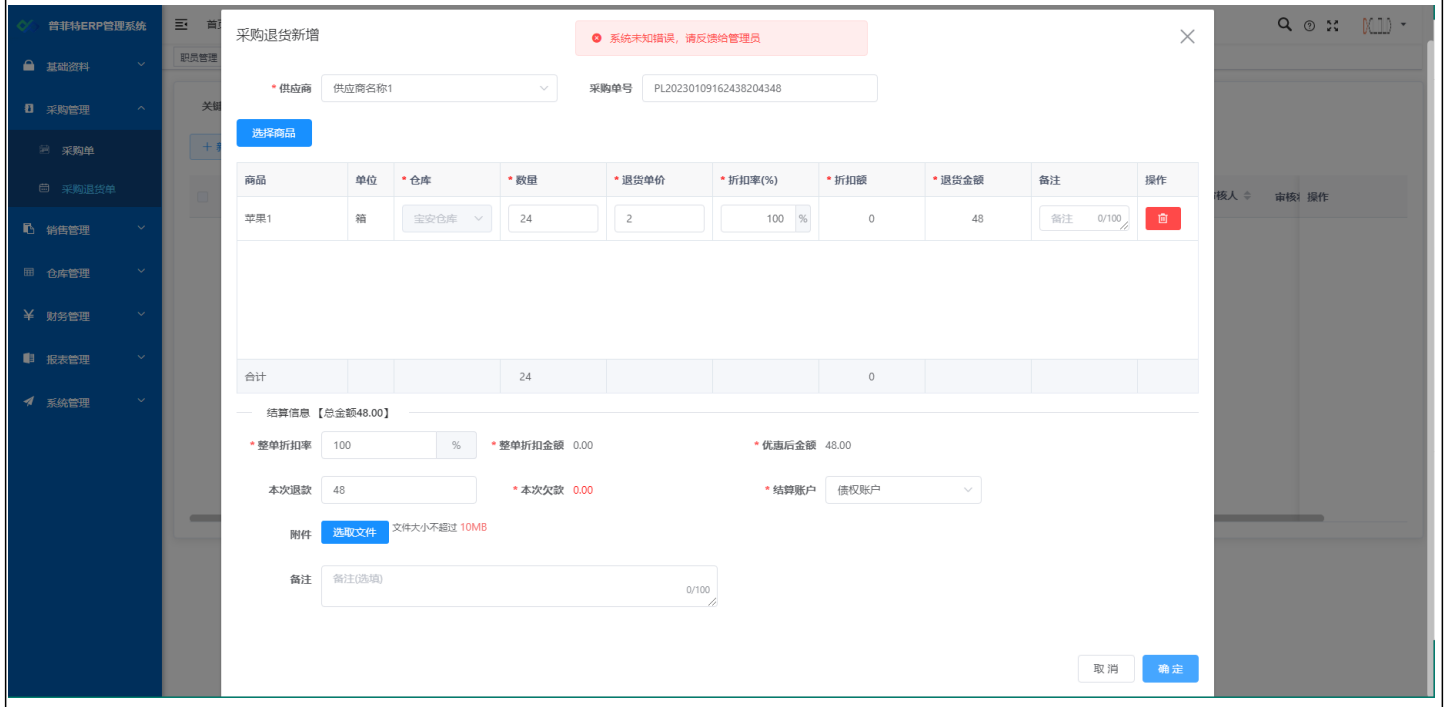 普菲特ERP管理系统
首
采购退货新增
系统未知错误，请反馈给管理员
基础资料
职员管理
* 供应商 供应商名称1 采购单号 PL20230109162438204348
采购管理
关键
选择商品
采购单
商品 单位 * 仓库 * 数量 * 退货单价 * 折扣率(%) * 折扣额 * 退货金额 备注 操作
采购退货单
核人 审核 操作
苹果1 箱 宝安仓库 24 2 100 % 0 48 备注 0/100
销售管理
仓库管理
财务管理
报表管理
合计 24 0
系统管理
结算信息【总金额48.00】
* 整单折扣率 100 % * 整单折扣金额 0.00 * 优惠后金额 48.00
本次退款 48 * 本次欠款 0.00 * 结算账户 债权账户
附件 选取文件 文件大小不超过 10MB
备注 备注(选填)
0/100
取 消 确 定